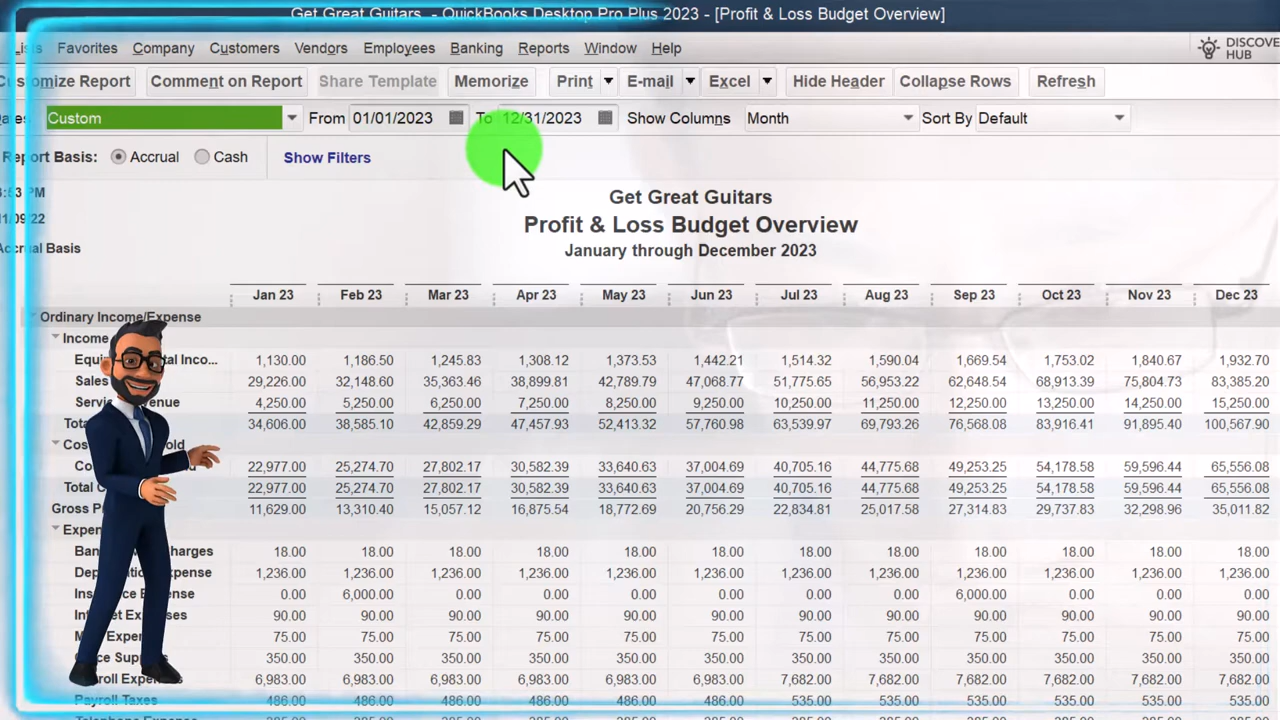 Get Great Guitars - QuickBooks Desktop Pro Plus 2023 - [Profit & Loss Budget Overview]
Lists Favorites Company Customers Vendors Employees Banking Reports Window Help
DISCOVER
HUB
Customize Report Comment on Report Share Template Memorize Print E-mail Excel Hide Header Collapse Rows Refresh
Custom From 01/01/2023 To 12/31/2023 Show Columns Month Sort By Default
Report Basis: Accrual Cash Show Filters
:53 PM
Get Great Guitars
Profit & Loss Budget Overview
11/09/22
Accrual Basis
January through December 2023
Jan 23 Feb 23 Mar 23 Apr 23 May 23 Jun 23 Jul 23 Aug 23 Sep 23 Oct 23 Nov 23 Dec 23
Ordinary Income/Expense
Income
Inco... 1,130.00 1,186.50 1,245.83 1,308.12 1,373.53 1,442.21 1,514.32 1,590.04 1,669.54 1,753.02 1,840.67 1,932.70
Sales 29,226.00 32,148.60 35,363.46 38,899.81 42,789.79 47,068.77 51,775.65 56,953.22 62,648.54 68,913.39 75,804.73 83,385.20
4,250.00 5,250.00 6,250.00 7,250.00 8,250.00 9,250.00 10,250.00 11,250.00 12,250.00 13,250.00 14,250.00 15,250.00
34,606.00 38,585.10 42,859.29 47,457.93 52,413.32 57,760.98 63,539.97 69,793.26 76,568.08 83,916.41 91,895.40 100,567.90
22,977.00 25,274.70 27,802.17 30,582.39 33,640.63 37,004.69 40,705.16 44,775.68 49,253.25 54,178.58 59,596.44 65,556.08
Total 22,977.00 25,274.70 27,802.17 30,582.39 33,640.63 37,004.69 40,705.16 44,775.68 49,253.25 54,178.58 59,596.44 65,556.08
Gross 11,629.00 13,310.40 15,057.12 16,875.54 18,772.69 20,756.29 22,834.81 25,017.58 27,314.83 29,737.83 32,298.96 35,011.82
18.00 18.00 18.00 18.00 18.00 18.00 18.00 18.00 18.00 18.00 18.00 18.00
1,236.00 1,236.00 1,236.00 1,236.00 1,236.00 1,236.00 1,236.00 1,236.00 1,236.00 1,236.00 1,236.00 1,236.00
0.00 6,000.00 0.00 0.00 0.00 0.00 0.00 0.00 6,000.00 0.00 0.00 0.00
90.00 90.00 90.00 90.00 90.00 90.00 90.00 90.00 90.00 90.00 90.00 90.00
75.00 75.00 75.00 75.00 75.00 75.00 75.00 75.00 75.00 75.00 75.00 75.00
350.00 350.00 350.00 350.00 350.00 350.00 350.00 350.00 350.00 350.00 350.00 350.00
6,983.00 6,983.00 6,983.00 6,983.00 6,983.00 6,983.00 7,682.00 7,682.00 7,682.00 7,682.00 7,682.00 7,682.00
Payroll Taxes 486.00 486.00 486.00 486.00 486.00 486.00 535.00 535.00 535.00 535.00 535.00 535.00